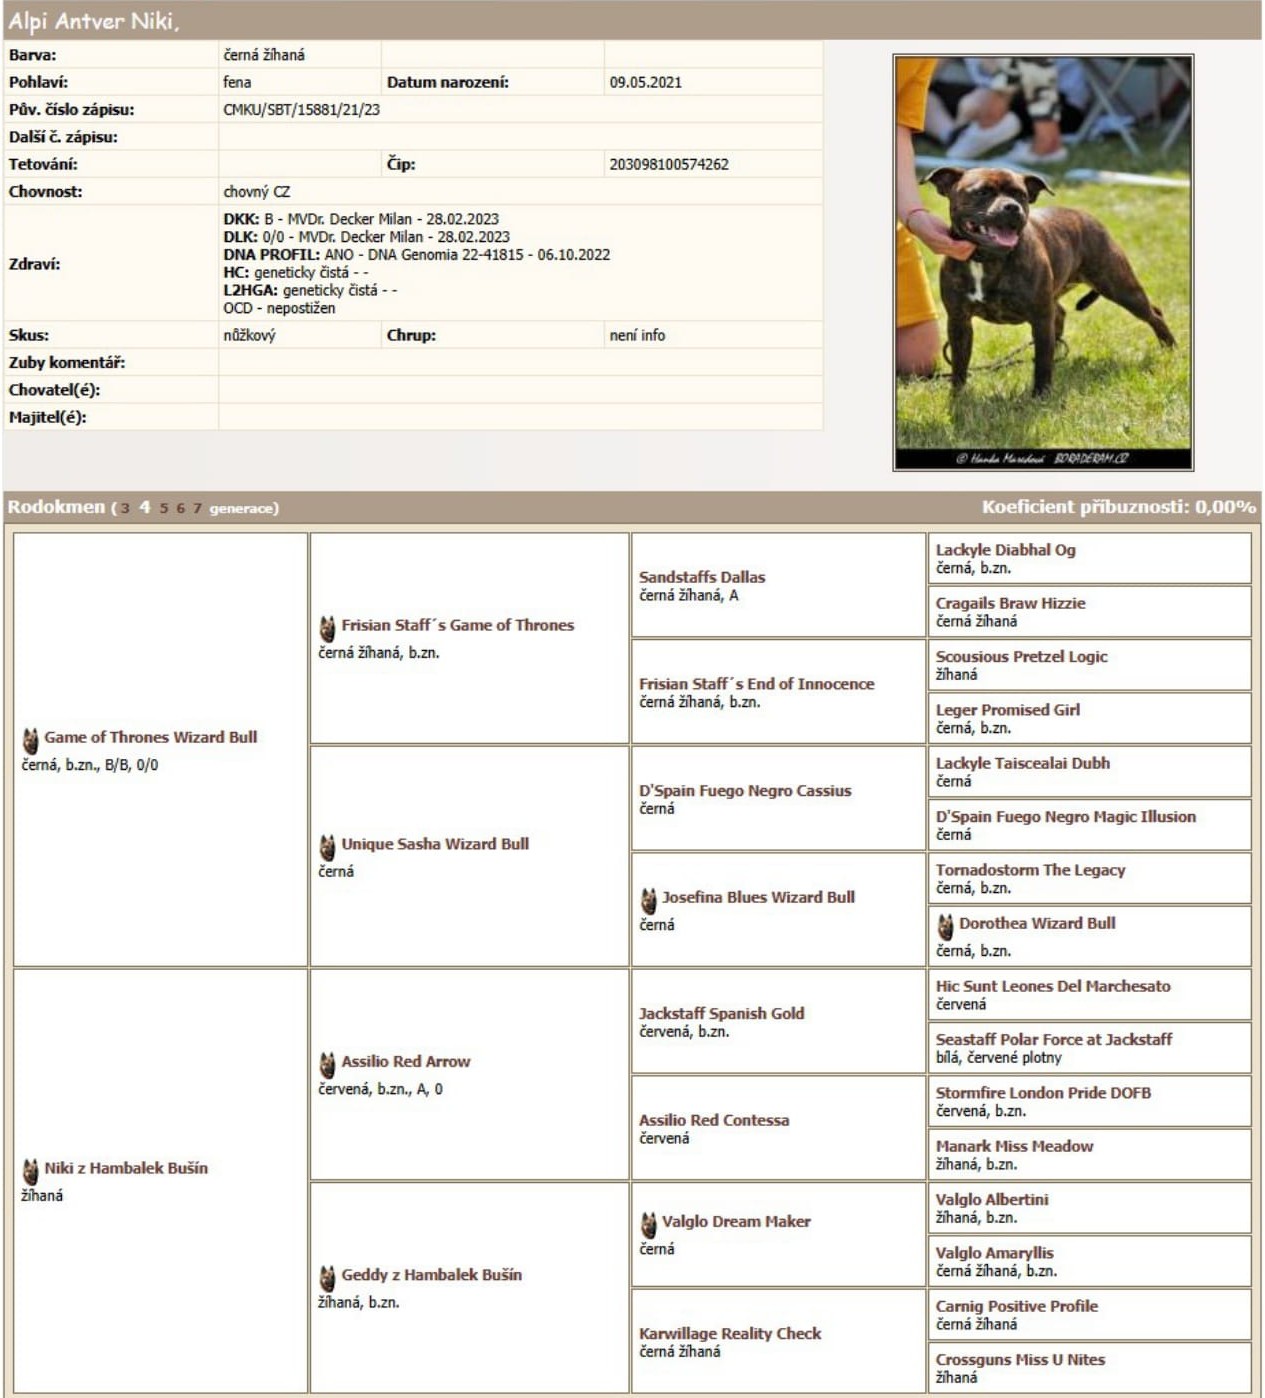 Alpi Antver Niki,
Barva: černá žíhaná
Pohlaví: fena Datum narození: 09.05.2021
Pův. číslo zápisu: CMKU/SBT/15881/21/23
Další č. zápisu:
Tetování: Čip: 203098100574262
Chovnost: chovný CZ
Zdraví:
DKK: B - MVDr. Decker Milan - 28.02.2023
DLK: 0/0 - MVDr. Decker Milan - 28.02.2023
DNA PROFIL: ANO - DNA Genomia 22-41815 - 06.10.2022
HC: geneticky čistá - -
L2HGA: geneticky čistá - -
OCD - nepostižen
Skus: nůžkový Chrup: není info
Zuby komentář:
Chovatel(é):
Majitel(é):
© Hanka Maredová BORADERAM.CZ
Rodokmen ( 3 4 5 6 7 generace) Koeficient příbuznosti: 0,00%
Game of Thrones Wizard Bull
černá, b.zn., B/B, 0/0
Niki z Hambalek Bušín
žíhaná
Frisian Staff´s Game of Thrones
černá žíhaná, b.zn.
Unique Sasha Wizard Bull
černá
Assilio Red Arrow
červená, b.zn., A, 0
Geddy z Hambalek Bušín
žíhaná, b.zn.
Sandstaffs Dallas
černá žíhaná, A
Frisian Staff´s End of Innocence
černá žíhaná, b.zn.
D'Spain Fuego Negro Cassius
černá
Josefina Blues Wizard Bull
černá
Jackstaff Spanish Gold
červená, b.zn.
Assilio Red Contessa
červená
Valglo Dream Maker
černá
Karwillage Reality Check
černá žíhaná
Lackyle Diabhal Og
černá, b.zn.
Cragails Braw Hizzie
černá žíhaná
Scousious Pretzel Logic
žíhaná
Leger Promised Girl
černá, b.zn.
Lackyle Taiscealai Dubh
černá
D'Spain Fuego Negro Magic Illusion
černá
Tornadostorm The Legacy
černá, b.zn.
Dorothea Wizard Bull
černá, b.zn.
Hic Sunt Leones Del Marchesato
červená
Seastaff Polar Force at Jackstaff
bílá, červené plotny
Stormfire London Pride DOFB
červená, b.zn.
Manark Miss Meadow
žíhaná, b.zn.
Valglo Albertini
žíhaná, b.zn.
Valglo Amaryllis
černá žíhaná, b.zn.
Carnig Positive Profile
černá žíhaná
Crossguns Miss U Nites
žíhaná